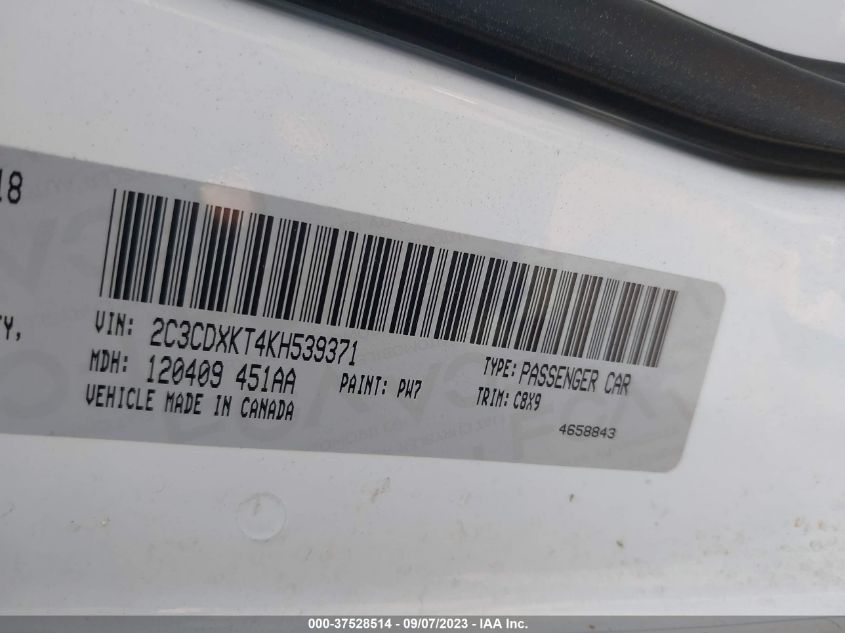 18
TY,
VIN: 2C3CDXKT4KH539371
MDH: 120409 451AA
PAINT: PW7
VEHICLE MADE IN CANADA
TYPE: PASSENGER CAR
TRIM: C8X9
4658843
000-37528514 - 09/07/2023 - IAA Inc.